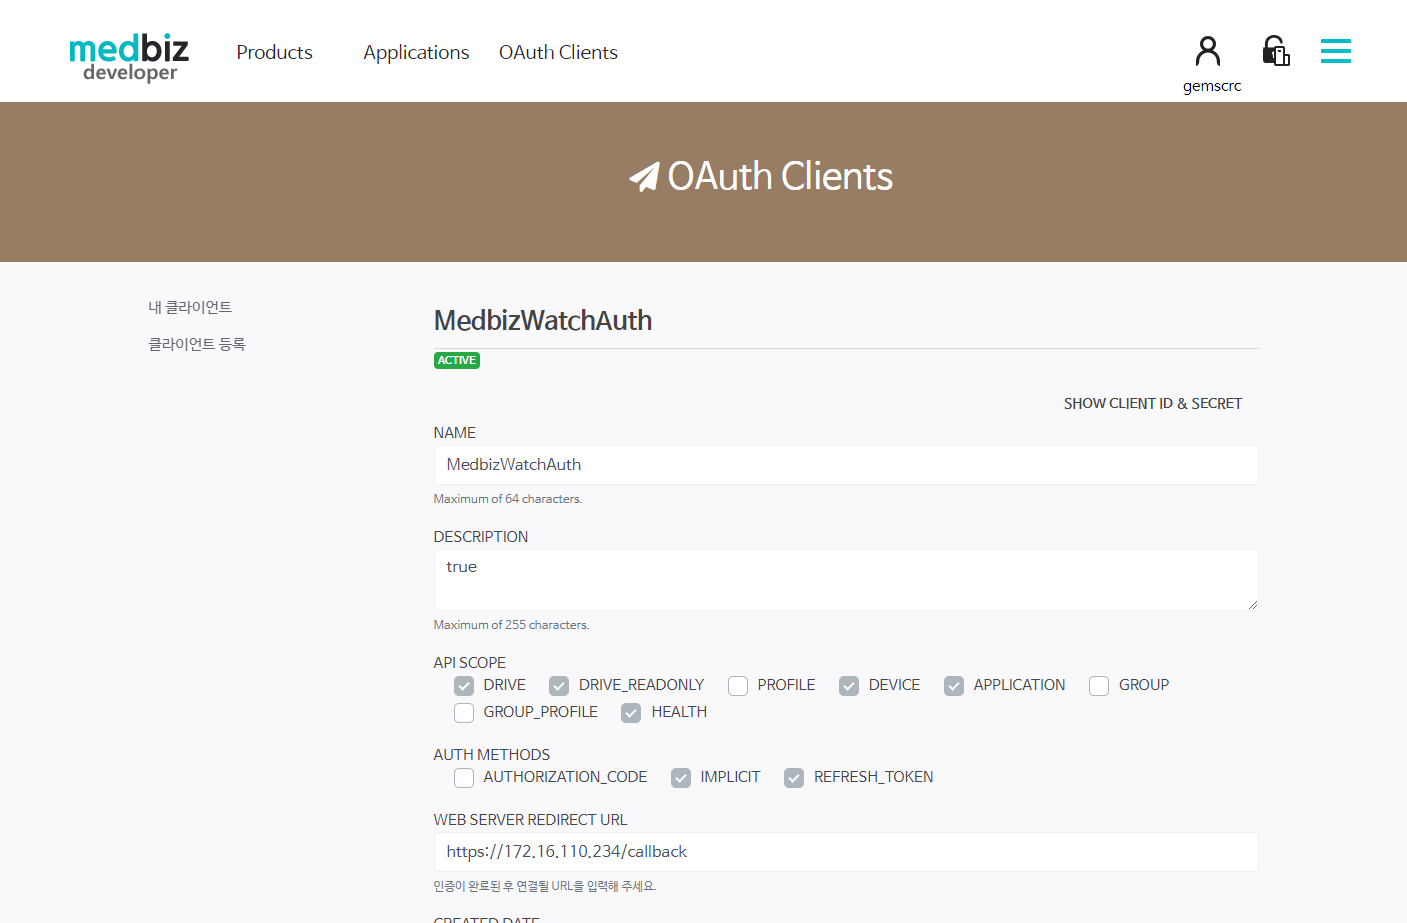 medbiz
developer
Products
Applications
OAuth Clients
gemscrc
OAuth Clients
내 클라이언트
클라이언트 등록
MedbizWatchAuth
ACTIVE
SHOW CLIENT ID & SECRET
NAME
MedbizWatchAuth
Maximum of 64 characters.
DESCRIPTION
true
Maximum of 255 characters.
API SCOPE
DRIVE DRIVE_READONLY PROFILE DEVICE APPLICATION GROUP
GROUP_PROFILE HEALTH
AUTH METHODS
AUTHORIZATION_CODE IMPLICIT REFRESH_TOKEN
WEB SERVER REDIRECT URL
https://172.16.110.234/callback
인증이 완료된 후 연결될 URL을 입력해 주세요.
CREATED DATE